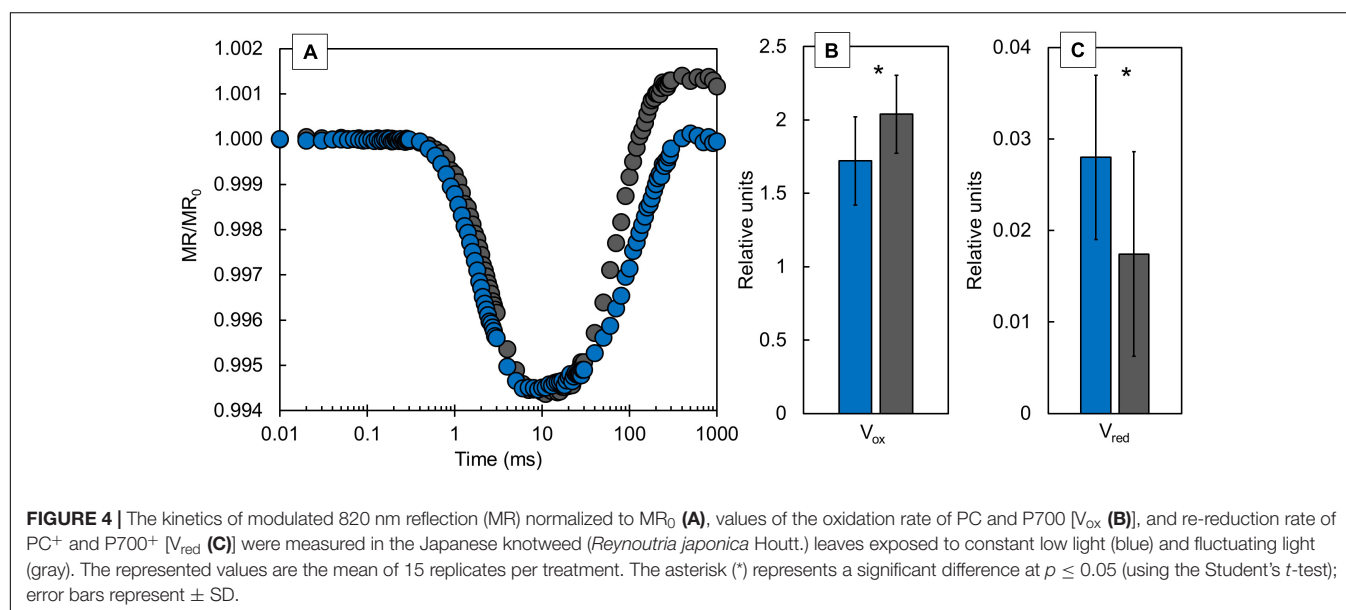 A
1.002
1.001
1.000
0.999
0.998
0.997
0.996
0.995
0.994
MR/MR₀
0.01 0.1 1 10 100 1000
Time (ms)
B
*
2.5
2
1.5
1
0.5
0
Relative units
Vox
C
*
0.04
0.03
0.02
0.01
0
Relative units
Vred
FIGURE 4 | The kinetics of modulated 820 nm reflection (MR) normalized to MR₀ (A), values of the oxidation rate of PC and P700 [Vox (B)], and re-reduction rate of
PC⁺ and P700⁺ [Vred (C)] were measured in the Japanese knotweed (Reynoutria japonica Houtt.) leaves exposed to constant low light (blue) and fluctuating light
(gray). The represented values are the mean of 15 replicates per treatment. The asterisk (*) represents a significant difference at p ≤ 0.05 (using the Student's t-test);
error bars represent ± SD.